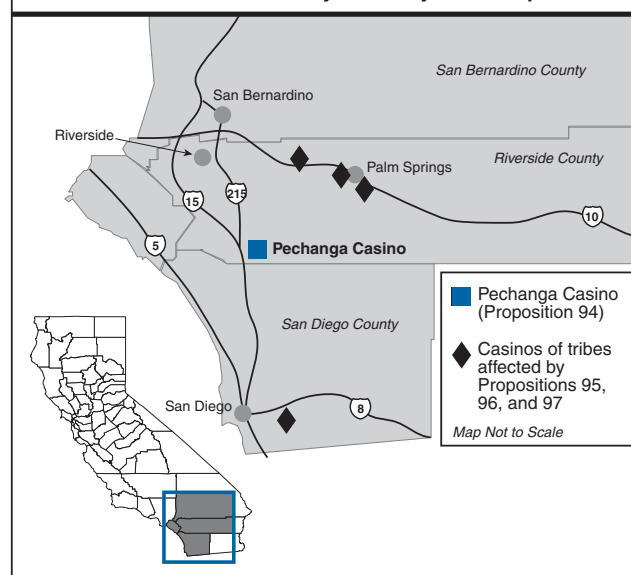 San Bernardino County
San Bernardino
Riverside
Palm Springs
Riverside County
15
215
10
5
Pechanga Casino
Pechanga Casino
(Proposition 94)
San Diego County
Casinos of tribes
affected by
Propositions 95,
96, and 97
San Diego
8
Map Not to Scale